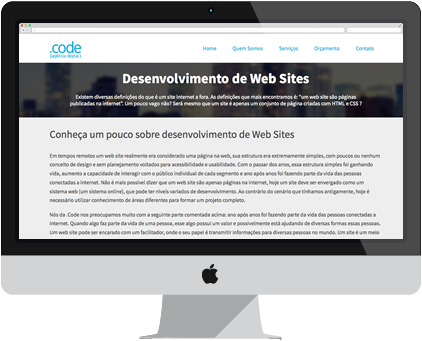 .code
[agência digital]
Home Quem Somos Serviços Orçamento Contato
Desenvolvimento de Web Sites
Existem diversas definições do que é um site internet a fora. As definições que mais encontramos é: "um web site são páginas
publicadas na internet". Um pouco vago não? Será mesmo que um site é apenas um conjunto de página criadas com HTML e CSS ?
Conheça um pouco sobre desenvolvimento de Web Sites
Em tempos remotos um web site realmente era considerado uma página na web, sua estrutura era extremamente simples, com poucos ou nenhum
conceito de design e sem planejamento voltados para acessibilidade e usabilidade. Com o passar dos anos, essa estrutura simples foi ganhando
vida, aumento a capacidade de interagir com o público individual de cada segmento e ano após anos foi fazendo parte da vida das pessoas
conectadas a internet. Não é mais possível dizer que um web site são apenas páginas na internet, hoje um site deve ser enxergado como um
sistema web (um sistema online), que pode ter níveis variados de desenvolvimento. Ao contrário do cenário que tínhamos antigamente, hoje é
necessário utilizar conhecimento de áreas diferentes para formar um projeto completo.
Nós da .Code nos preocupamos muito com a seguinte parte comentada acima: ano após anos foi fazendo parte da vida das pessoas conectadas a
internet. Quando algo faz parte da vida de uma pessoa, esse algo possui um valor e possivelmente está ajudando de diversas formas essas pessoas.
Um web site pode ser encarado com um facilitador, onde o seu papel é transmitir informações para diversas pessoas no mundo. Um site é um meio